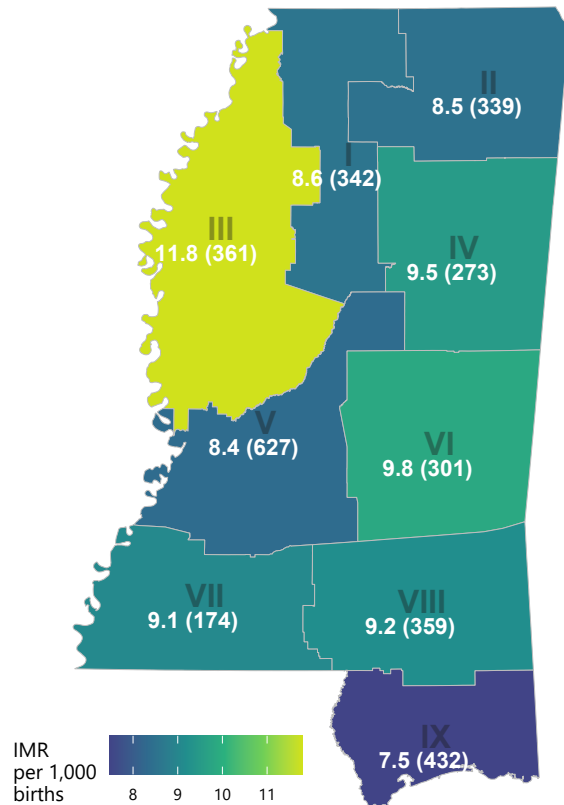 II
8.5 (339)
I
8.6 (342)
III
11.8 (361)
IV
9.5 (273)
V
8.4 (627)
VI
9.8 (301)
VII
9.1 (174)
VIII
9.2 (359)
IX
7.5 (432)
IMR
per 1,000
births
8 9 10 11